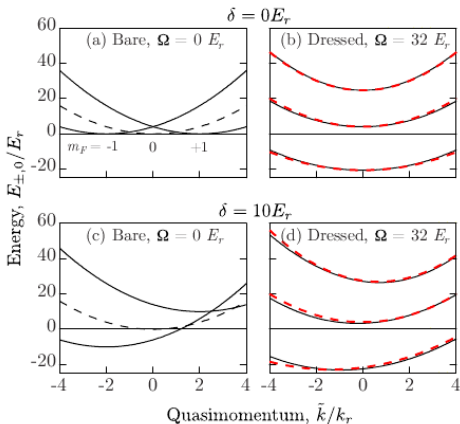 δ = 0E_r
(a) Bare, Ω = 0 E_r
(b) Dressed, Ω = 32 E_r
60
40
20
0
-20
m_F = -1 0 +1
Energy, E_{±,0}/E_r
δ = 10E_r
(c) Bare, Ω = 0 E_r
(d) Dressed, Ω = 32 E_r
60
40
20
0
-20
-4 -2 0 2 4
-4 -2 0 2 4
Quasimomentum, k̃/k_r